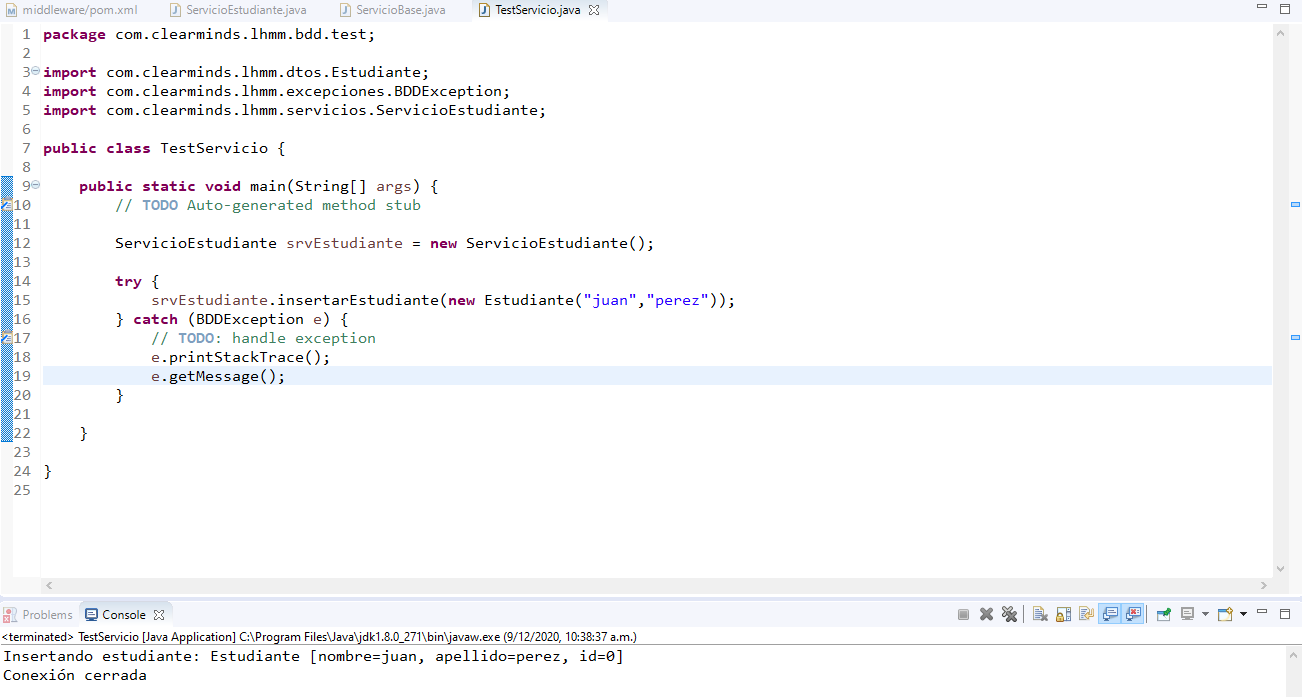 middleware/pom.xml ServicioEstudiante.java ServicioBase.java TestServicio.java
1 package com.clearminds.lhmm.bdd.test;
2
3 import com.clearminds.lhmm.dtos.Estudiante;
4 import com.clearminds.lhmm.excepciones.BDDException;
5 import com.clearminds.lhmm.servicios.ServicioEstudiante;
6
7 public class TestServicio {
8
9 public static void main(String[] args) {
10 // TODO Auto-generated method stub
11
12 ServicioEstudiante srvEstudiante = new ServicioEstudiante();
13
14 try {
15 srvEstudiante.insertarEstudiante(new Estudiante("juan","perez"));
16 } catch (BDDException e) {
17 // TODO: handle exception
18 e.printStackTrace();
19 e.getMessage();
20 }
21
22 }
23
24 }
25
Problems Console
<terminated> TestServicio [Java Application] C:\Program Files\Java\jdk1.8.0_271\bin\javaw.exe (9/12/2020, 10:38:37 a.m.)
Insertando estudiante: Estudiante [nombre=juan, apellido=perez, id=0]
Conexión cerrada